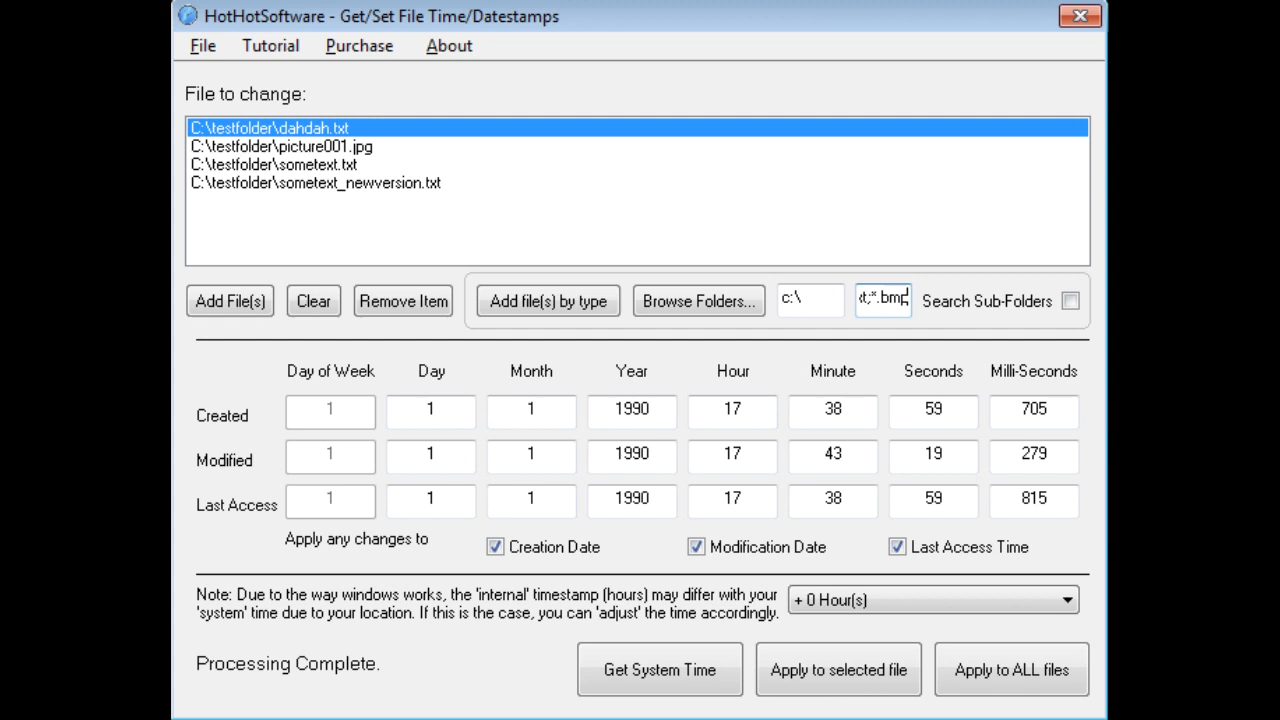 HotHotSoftware - Get/Set File Time/Datestamps
File Tutorial Purchase About
File to change:
C:\testfolder\dahdah.txt
C:\testfolder\picture001.jpg
C:\testfolder\sometext.txt
C:\testfolder\sometext_newversion.txt
Add File(s) Clear Remove Item Add file(s) by type Browse Folders... c:\ t;*.bmp Search Sub-Folders
Day of Week Day Month Year Hour Minute Seconds Milli-Seconds
Created 1 1 1 1990 17 38 59 705
Modified 1 1 1 1990 17 43 19 279
Last Access 1 1 1 1990 17 38 59 815
Apply any changes to Creation Date Modification Date Last Access Time
Note: Due to the way windows works, the 'internal' timestamp (hours) may differ with your
'system' time due to your location. If this is the case, you can 'adjust' the time accordingly.
+ 0 Hour(s)
Processing Complete. Get System Time Apply to selected file Apply to ALL files